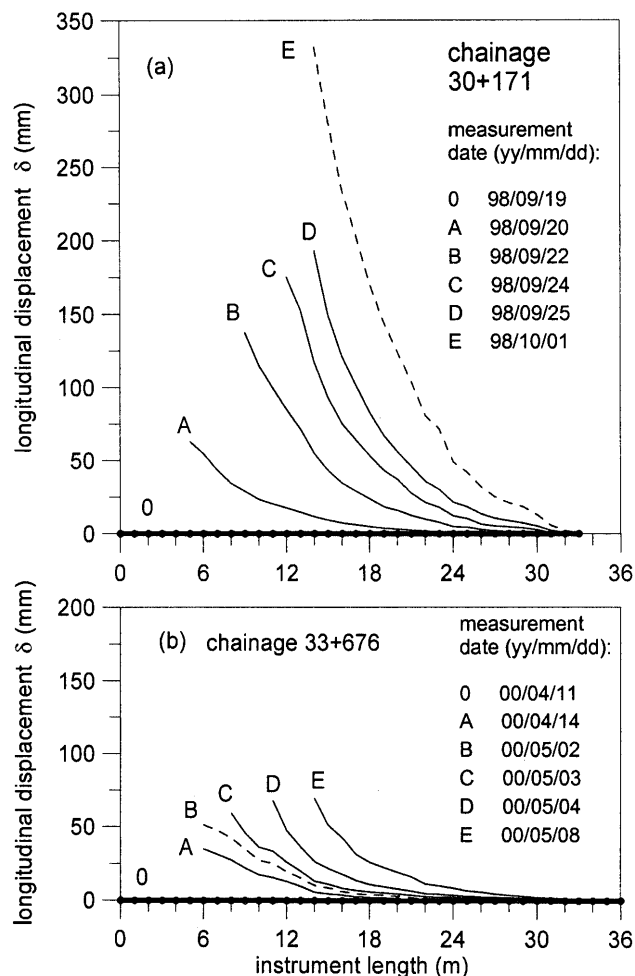 350
300
250
200
150
100
50
0
longitudinal displacement δ (mm)
(a)
chainage
30+171
measurement
date (yy/mm/dd):
0 98/09/19
A 98/09/20
B 98/09/22
C 98/09/24
D 98/09/25
E 98/10/01
E
D
C
B
A
0
0 6 12 18 24 30 36
200
150
100
50
0
longitudinal displacement δ (mm)
(b) chainage 33+676
measurement
date (yy/mm/dd):
0 00/04/11
A 00/04/14
B 00/05/02
C 00/05/03
D 00/05/04
E 00/05/08
B
C
D
E
A
0
0 6 12 18 24 30 36
instrument length (m)